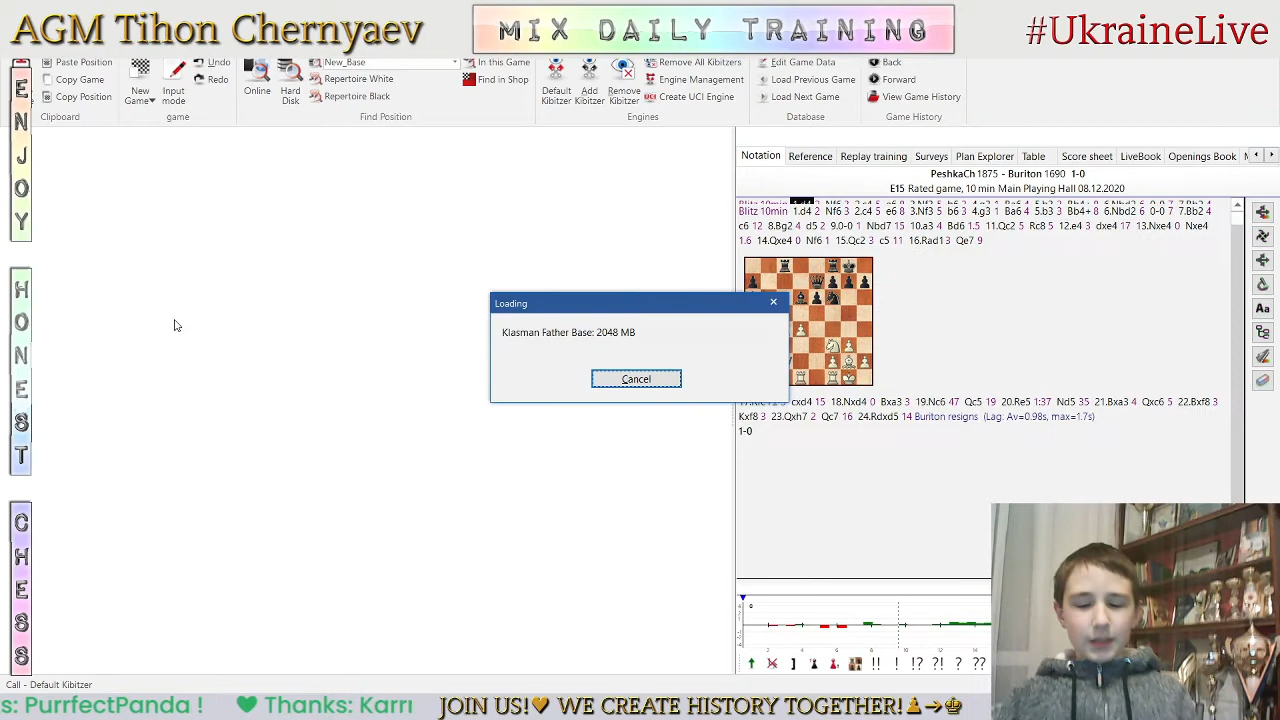 AGM Tihon Chernyaev
MIX DAILY TRAINING
#UkraineLive
ENJOY
HONEST
CHESS
Paste Position
Copy Game
Copy Position
Clipboard
New
Game
Input
mode
Undo
Redo
game
Online
Hard
Disk
New_Base
Repertoire White
Repertoire Black
In this Game
Find in Shop
Find Position
Default
Kibitzer
Add
Kibitzer
Remove
Kibitzer
Remove All Kibitzers
Engine Management
Create UCI Engine
Engines
Edit Game Data
Load Previous Game
Load Next Game
Database
Back
Forward
View Game History
Game History
Notation Reference Replay training Surveys Plan Explorer Table Score sheet LiveBook Openings Book
PeshkaCh 1875 - Buriton 1690 1-0
E15 Rated game, 10 min Main Playing Hall 08.12.2020
Blitz 10min 1.d4 2 Nf6 3 2.c4 5 e6 8 3.Nf3 5 b6 3 4.g3 1 Ba6 4 5.b3 3 Bb4+ 8 6.Nbd2 6 0-0 7 7.Bb2 4
c6 12 8.Bg2 4 d5 2 9.0-0 1 Nbd7 15 10.a3 4 Bd6 1.5 11.Qc2 5 Rc8 5 12.e4 3 dxe4 17 13.Nxe4 0 Nxe4
1.6 14.Qxe4 0 Nf6 1 15.Qc2 3 c5 11 16.Rad1 3 Qe7 9
cxd4 15 18.Nxd4 0 Bxa3 3 19.Nc6 47 Qc5 19 20.Re5 1:37 Nd5 35 21.Bxa3 4 Qxc6 5 22.Bxf8 3
Kxf8 3 23.Qxh7 2 Qc7 16 24.Rdxd5 14 Buriton resigns (Lag: Av=0.98s, max=1.7s)
1-0
Loading
Klasman Father Base: 2048 MB
Cancel
Aa
2 4 6 8 10 12 14
] !! ! !? ?! ? ??
Call - Default Kibitzer
s: PurrfectPanda ! Thanks: Karri
JOIN US! WE CREATE HISTORY TOGETHER!